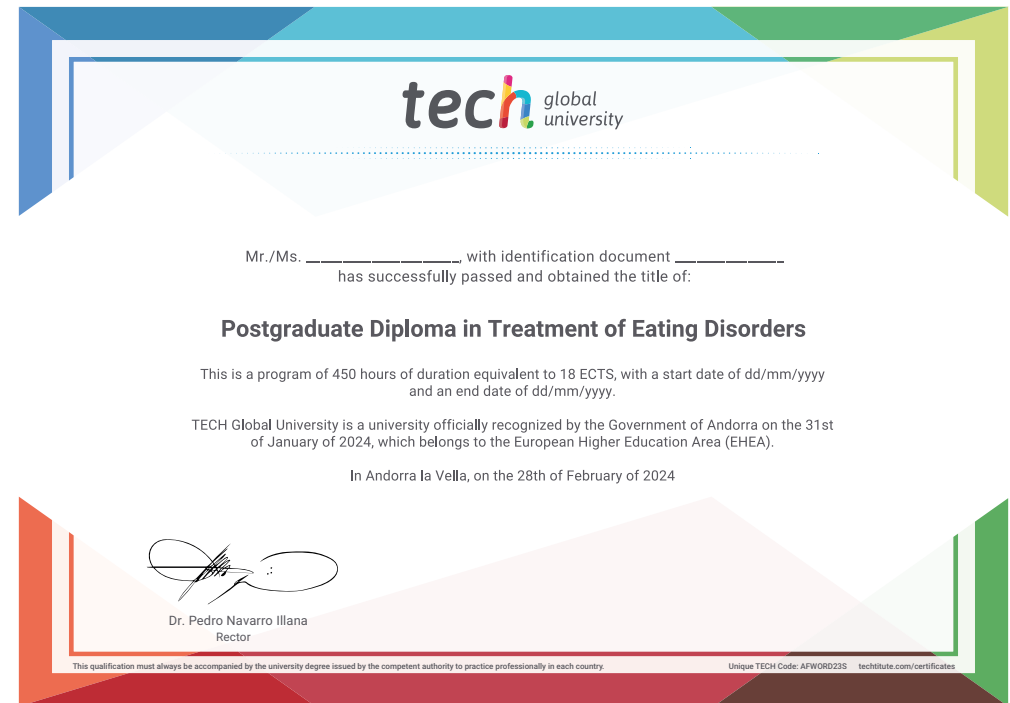 tech global
university
Mr./Ms. _________________, with identification document ____________
has successfully passed and obtained the title of:
Postgraduate Diploma in Treatment of Eating Disorders
This is a program of 450 hours of duration equivalent to 18 ECTS, with a start date of dd/mm/yyyy
and an end date of dd/mm/yyyy.
TECH Global University is a university officially recognized by the Government of Andorra on the 31st
of January of 2024, which belongs to the European Higher Education Area (EHEA).
In Andorra la Vella, on the 28th of February of 2024
Dr. Pedro Navarro Illana
Rector
This qualification must always be accompanied by the university degree issued by the competent authority to practice professionally in each country.
Unique TECH Code: AFWORD23S techtitute.com/certificates